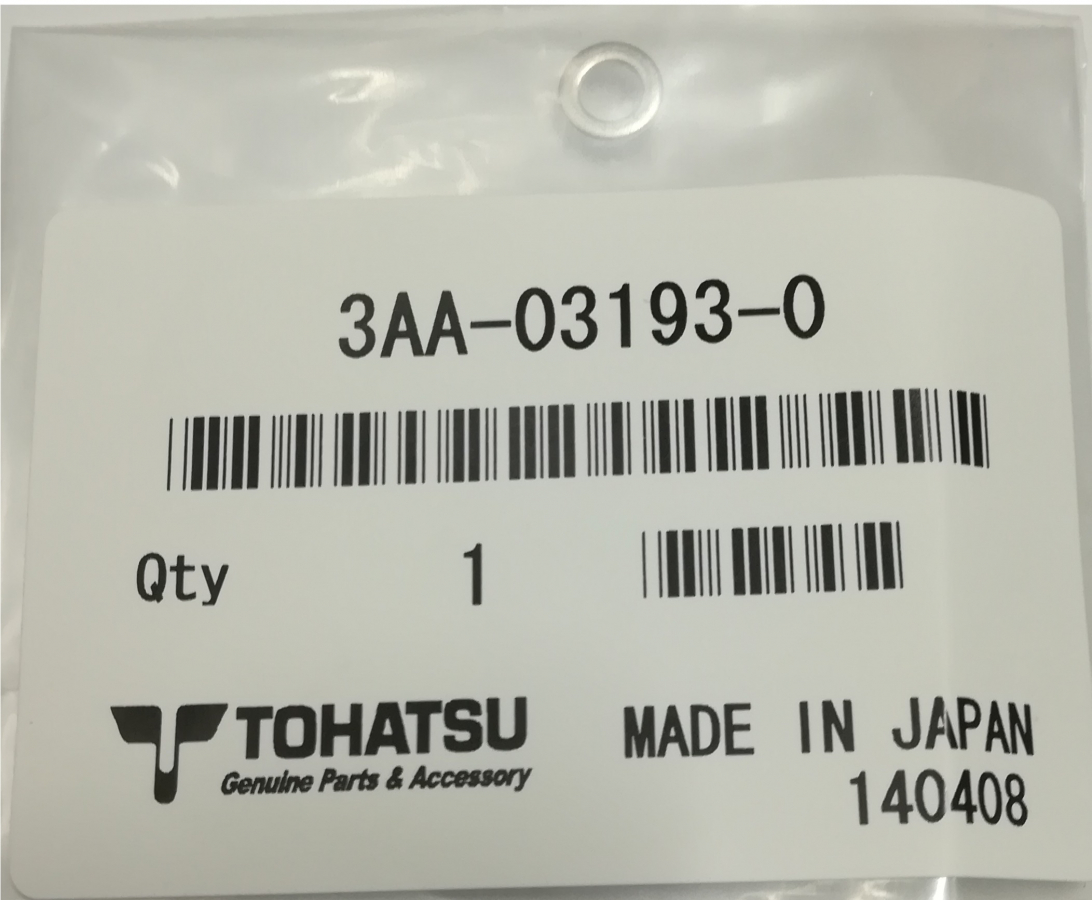 3AA-03193-0
Qty 1
TOHATSU
Genuine Parts & Accessory
MADE IN JAPAN
140408